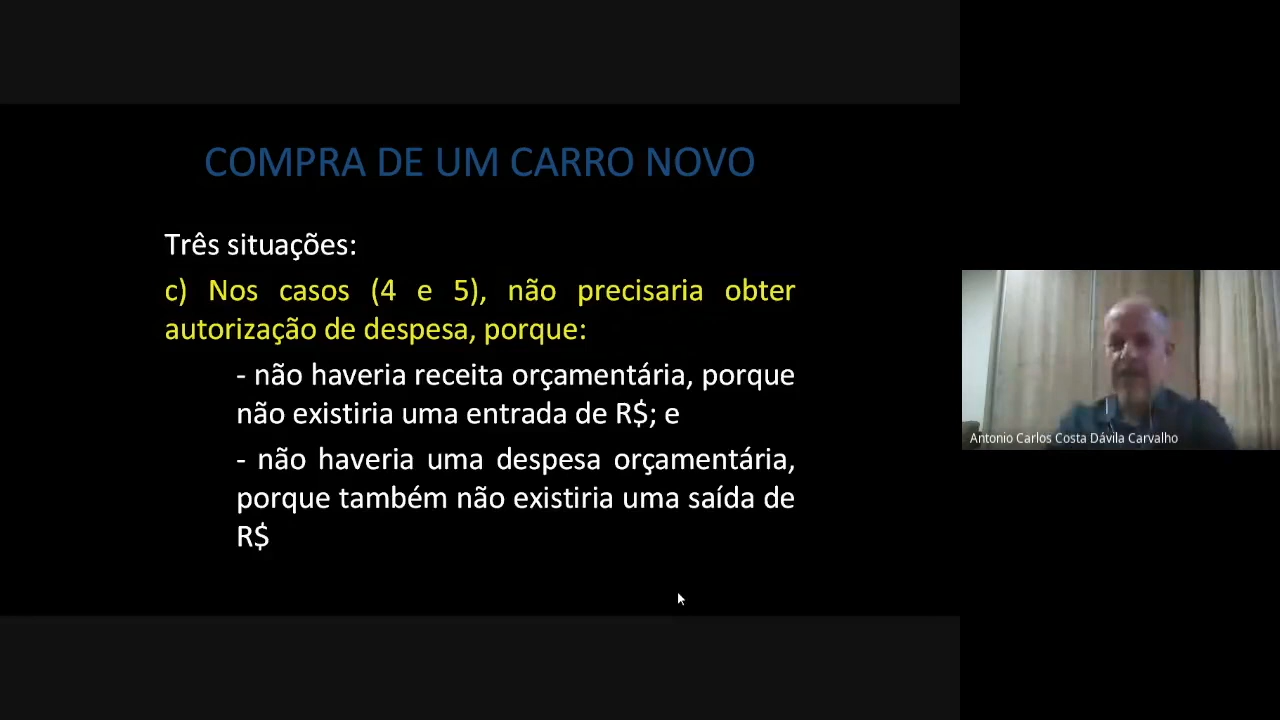 COMPRA DE UM CARRO NOVO
Três situações:
c) Nos casos (4 e 5), não precisaria obter
autorização de despesa, porque:
- não haveria receita orçamentária, porque
não existiria uma entrada de R$; e
- não haveria uma despesa orçamentária,
porque também não existiria uma saída de
R$
Antonio Carlos Costa Dávila Carvalho